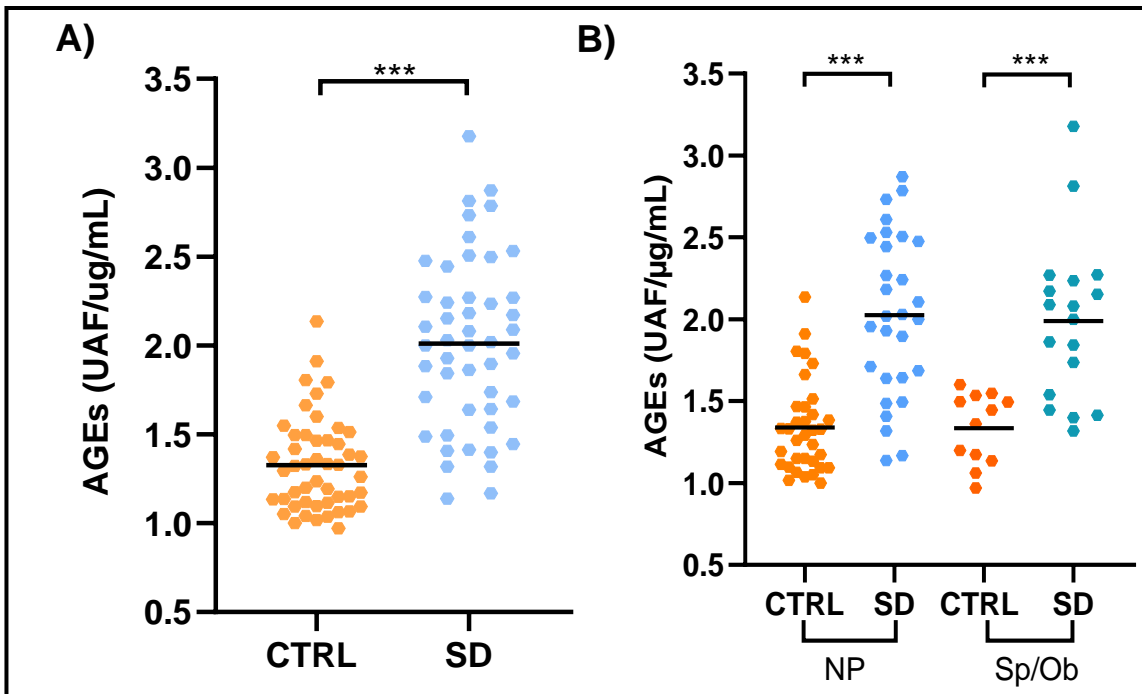 A)
AGEs (UAF/ug/mL)
3.5
3.0
2.5
2.0
1.5
1.0
0.5
***
CTRL SD
B)
AGEs (UAF/µg/mL)
3.5
3.0
2.5
2.0
1.5
1.0
0.5
*** ***
CTRL SD CTRL SD
NP Sp/Ob